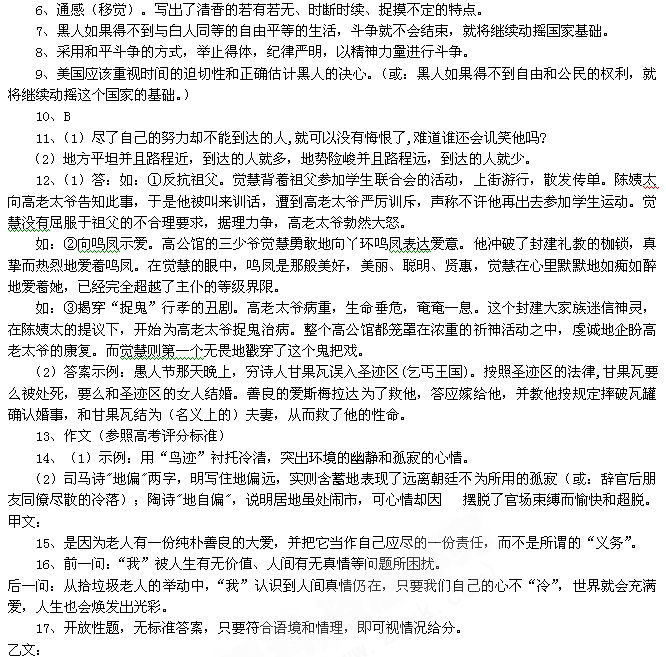 6、通感（移觉）。写出了清香的若有若无、时断时续、捉摸不定的特点。
7、黑人如果得不到与白人同等的自由平等的生活，斗争就不会结束，就将继续动摇国家基础。
8、采用和平斗争的方式，举止得体，纪律严明，以精神力量进行斗争。
9、美国应该重视时间的迫切性和正确估计黑人的决心。（或：黑人如果得不到自由和公民的权利，就
将继续动摇这个国家的基础。）
10、B
11、（1）尽了自己的努力却不能到达的人,就可以没有悔恨了,难道谁还会讥笑他吗?
（2）地方平坦并且路程近，到达的人就多，地势险峻并且路程远，到达的人就少。
12、（1）答：如：①反抗祖父。觉慧背着祖父参加学生联合会的活动，上街游行，散发传单。陈姨太
向高老太爷告知此事，于是他被叫来训话，遭到高老太爷严厉训斥，声称不许他再出去参加学生运动。觉
慧没有屈服于祖父的不合理要求，据理力争，高老太爷勃然大怒。
如：②向鸣凤示爱。高公馆的三少爷觉慧勇敢地向丫环鸣凤表达爱意。他冲破了封建礼教的枷锁，真
挚而热烈地爱着鸣凤。在觉慧的眼中，鸣凤是那般美好，美丽、聪明、贤惠，觉慧在心里默默地如痴如醉
地爱着她，已经完全超越了主仆的等级界限。
如：③揭穿“捉鬼”行孝的丑剧。高老太爷病重，生命垂危，奄奄一息。这个封建大家族迷信神灵，
在陈姨太的提议下，开始为高老太爷捉鬼治病。整个高公馆都笼罩在浓重的祈神活动之中，虔诚地企盼高
老太爷的康复。而觉慧则第一个无畏地戳穿了这个鬼把戏。
（2）答案示例：愚人节那天晚上，穷诗人甘果瓦误入圣迹区(乞丐王国)。按照圣迹区的法律,甘果瓦要
么被处死，要么和圣迹区的女人结婚。善良的爱斯梅拉达为了救他，答应嫁给他，并教他按规定摔破瓦罐
确认婚事，和甘果瓦结为（名义上的）夫妻，从而救了他的性命。
13、作文（参照高考评分标准）
14、（1）示例：用“鸟迹”衬托冷清，突出环境的幽静和孤寂的心情。
（2）司马诗"地偏"两字，明写住地偏远，实则含蓄地表现了远离朝廷不为所用的孤寂（或：辞官后朋
友同僚尽散的冷落）；陶诗"地自偏"，说明居地虽处闹市，可心情却因 摆脱了官场束缚而愉快和超脱。
甲文：
15、是因为老人有一份纯朴善良的大爱，并把它当作自己应尽的一份责任，而不是所谓的“义务”。
16、前一问：“我”被人生有无价值、人间有无真情等问题所困扰。
后一问：从拾垃圾老人的举动中，“我”认识到人间真情仍在，只要我们自己的心不“冷”，世界就会充满
爱，人生也会焕发出光彩。
17、开放性题，无标准答案，只要符合语境和情理，即可视情况给分。
乙文：